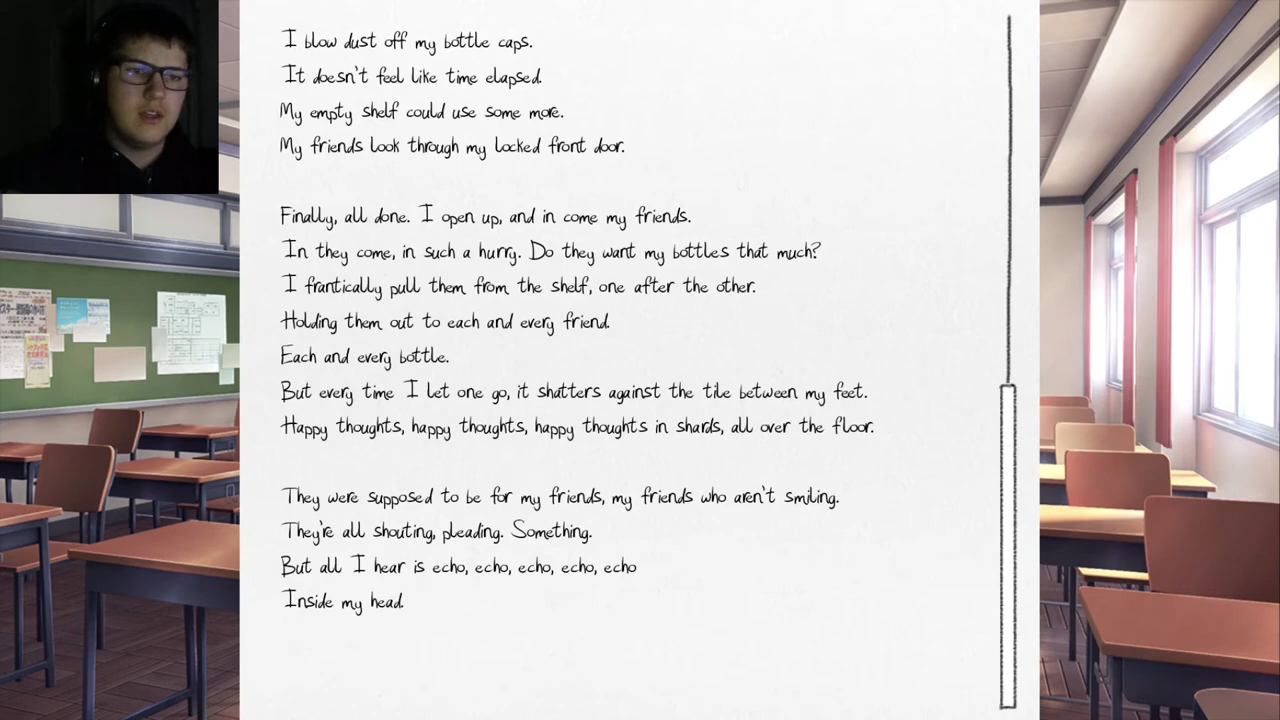 I blow dust off my bottle caps.
It doesn't feel like time elapsed.
My empty shelf could use some more.
My friends look through my locked front door.
Finally, all done. I open up, and in come my friends.
In they come, in such a hurry. Do they want my bottles that much?
I frantically pull them from the shelf, one after the other.
Holding them out to each and every friend.
Each and every bottle.
But every time I let one go, it shatters against the tile between my feet.
Happy thoughts, happy thoughts, happy thoughts in shards, all over the floor.
They were supposed to be for my friends, my friends who aren't smiling.
They're all shouting, pleading. Something.
But all I hear is echo, echo, echo, echo, echo
Inside my head.